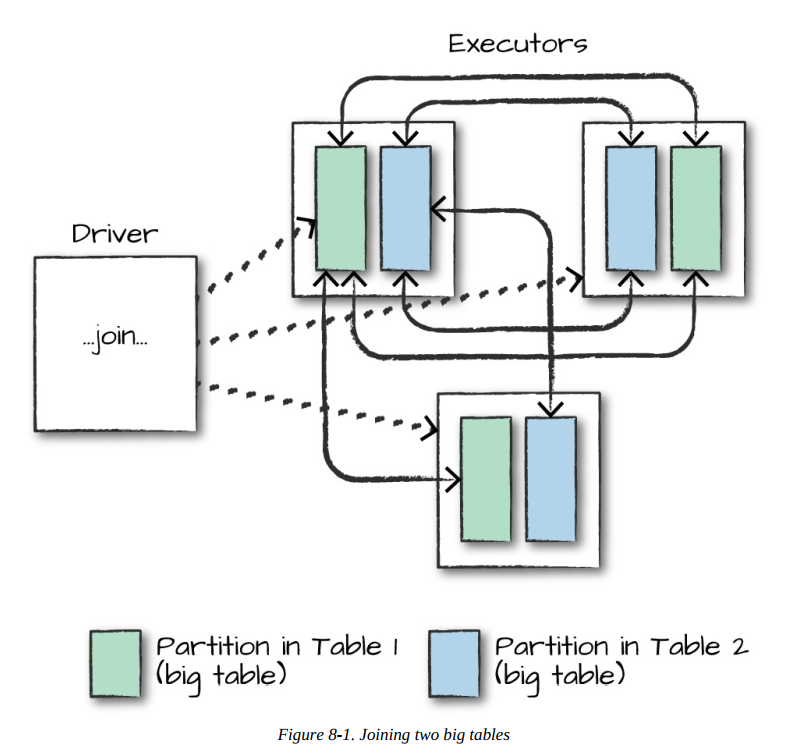 Executors
Driver
...join...
Partition in Table 1
(big table)
Partition in Table 2
(big table)
Figure 8-1. Joining two big tables